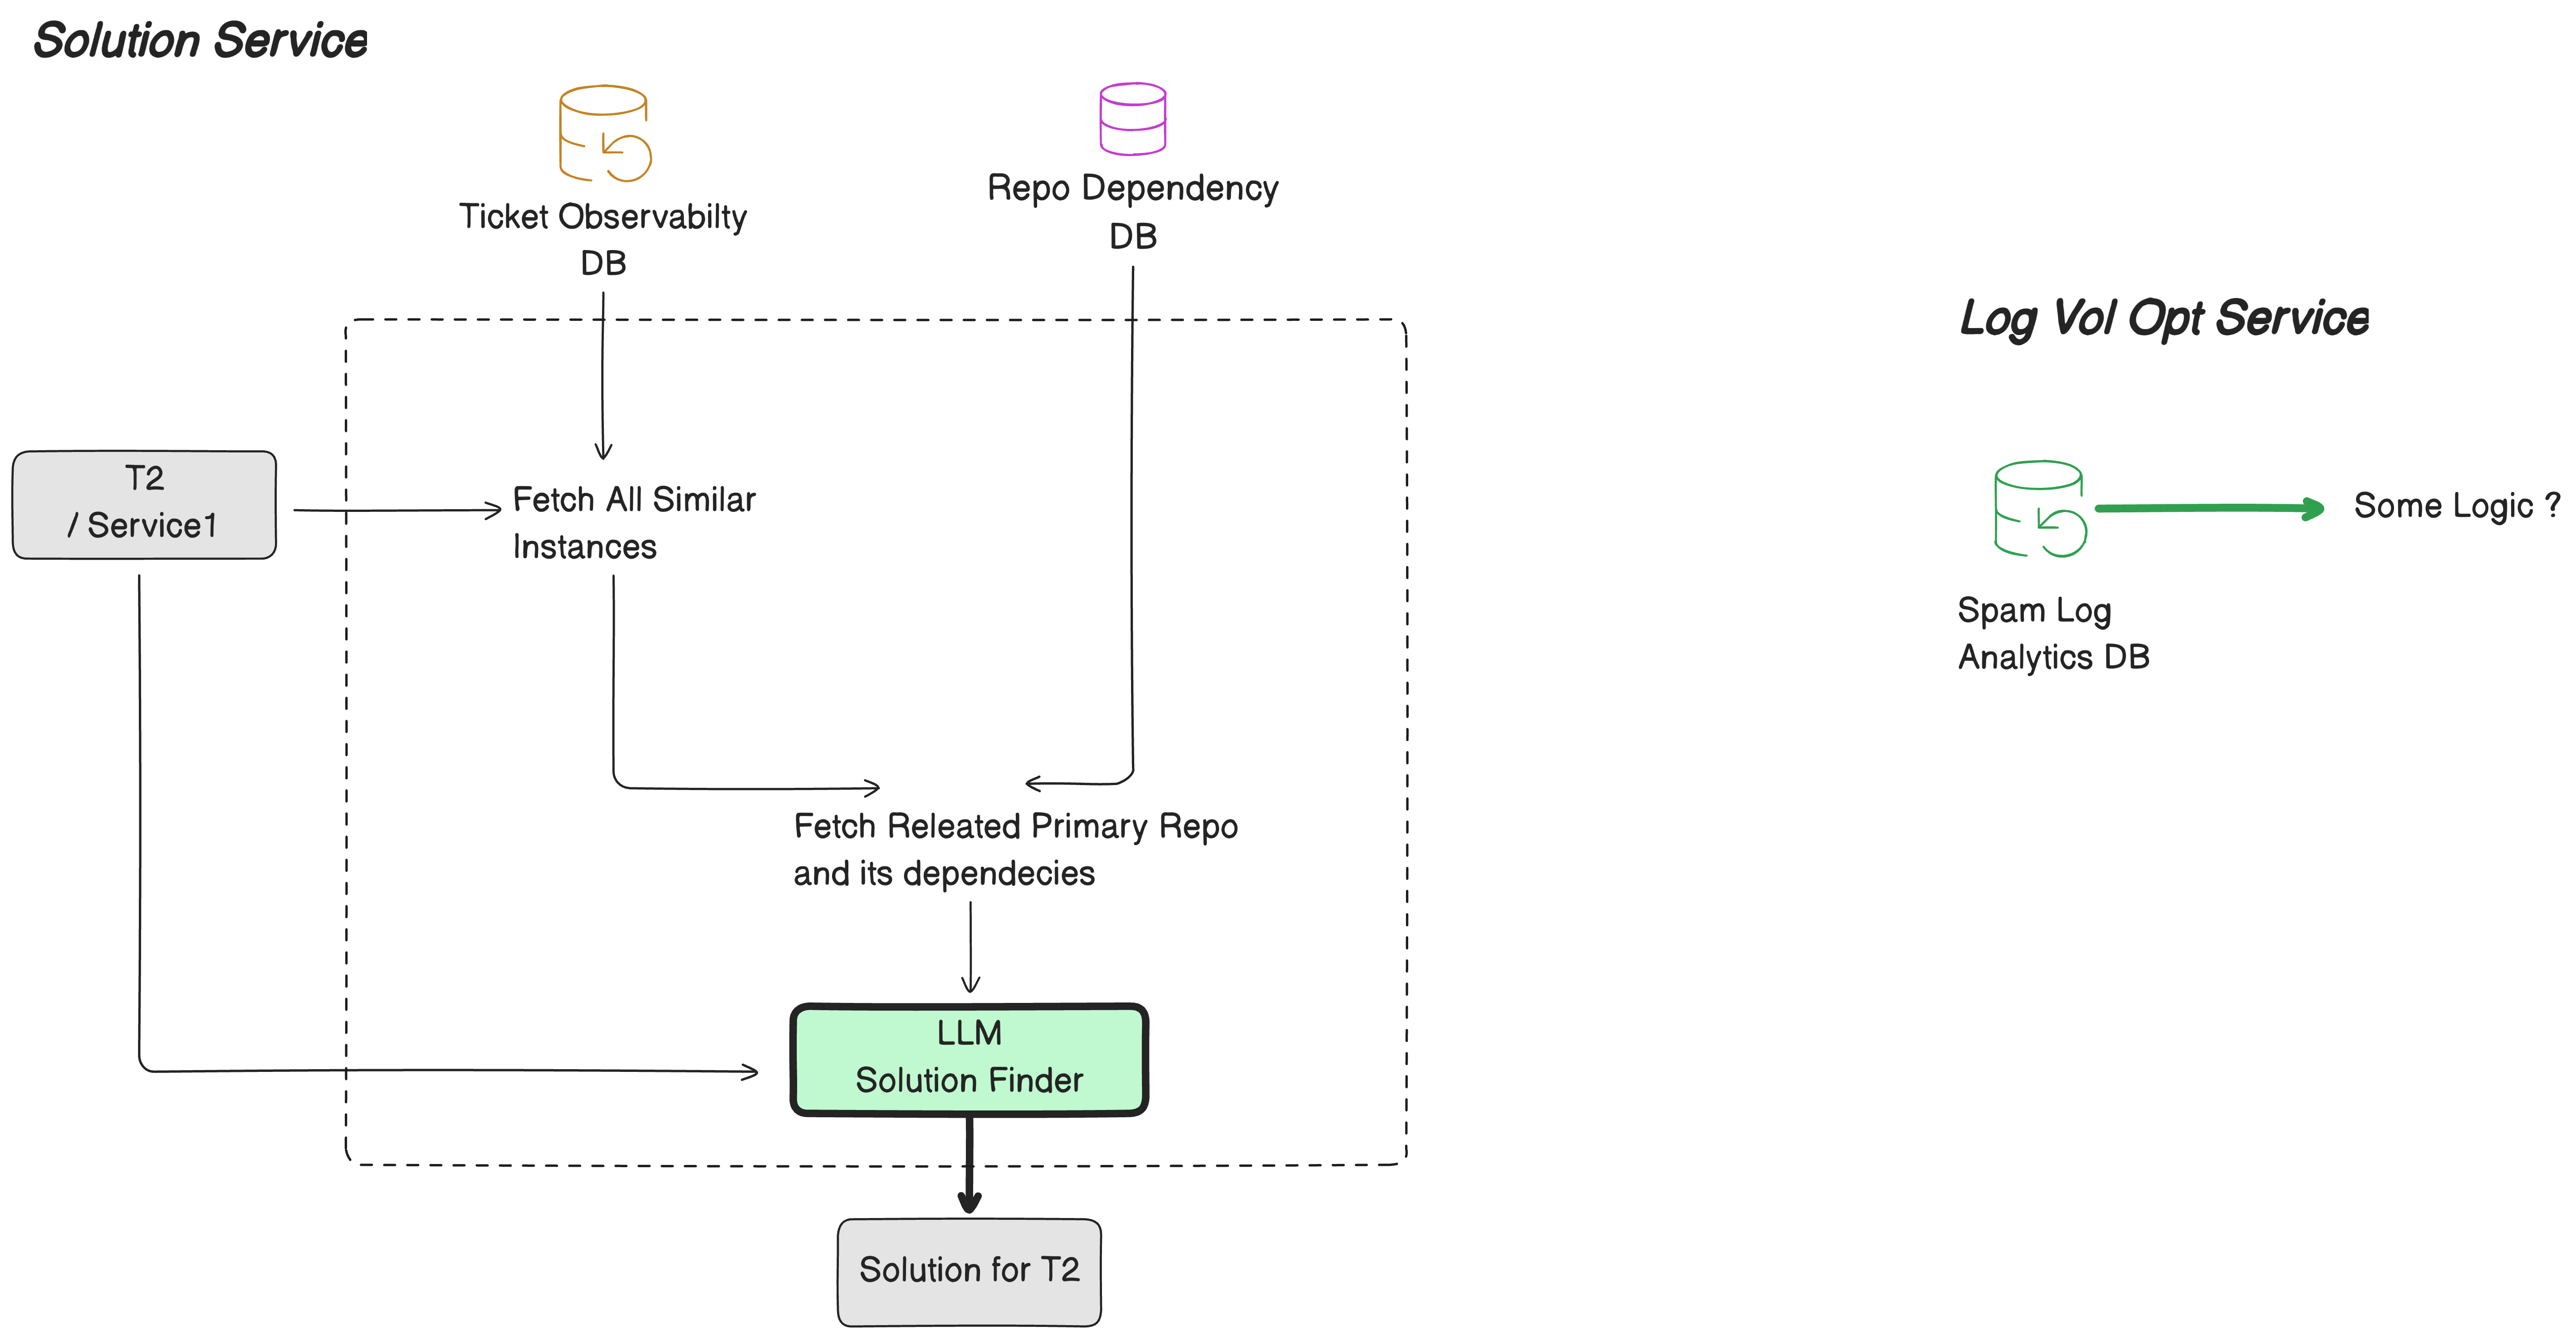 Solution Service
Ticket Observabilty
DB
Repo Dependency
DB
Log Vol Opt Service
T2
/ Service1
Fetch All Similar
Instances
Some Logic ?
Spam Log
Analytics DB
Fetch Releated Primary Repo
and its dependecies
LLM
Solution Finder
Solution for T2